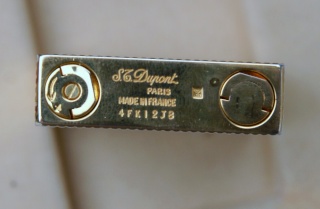 S.T. Dupont
PARIS
MADE IN FRANCE
4FK12J8